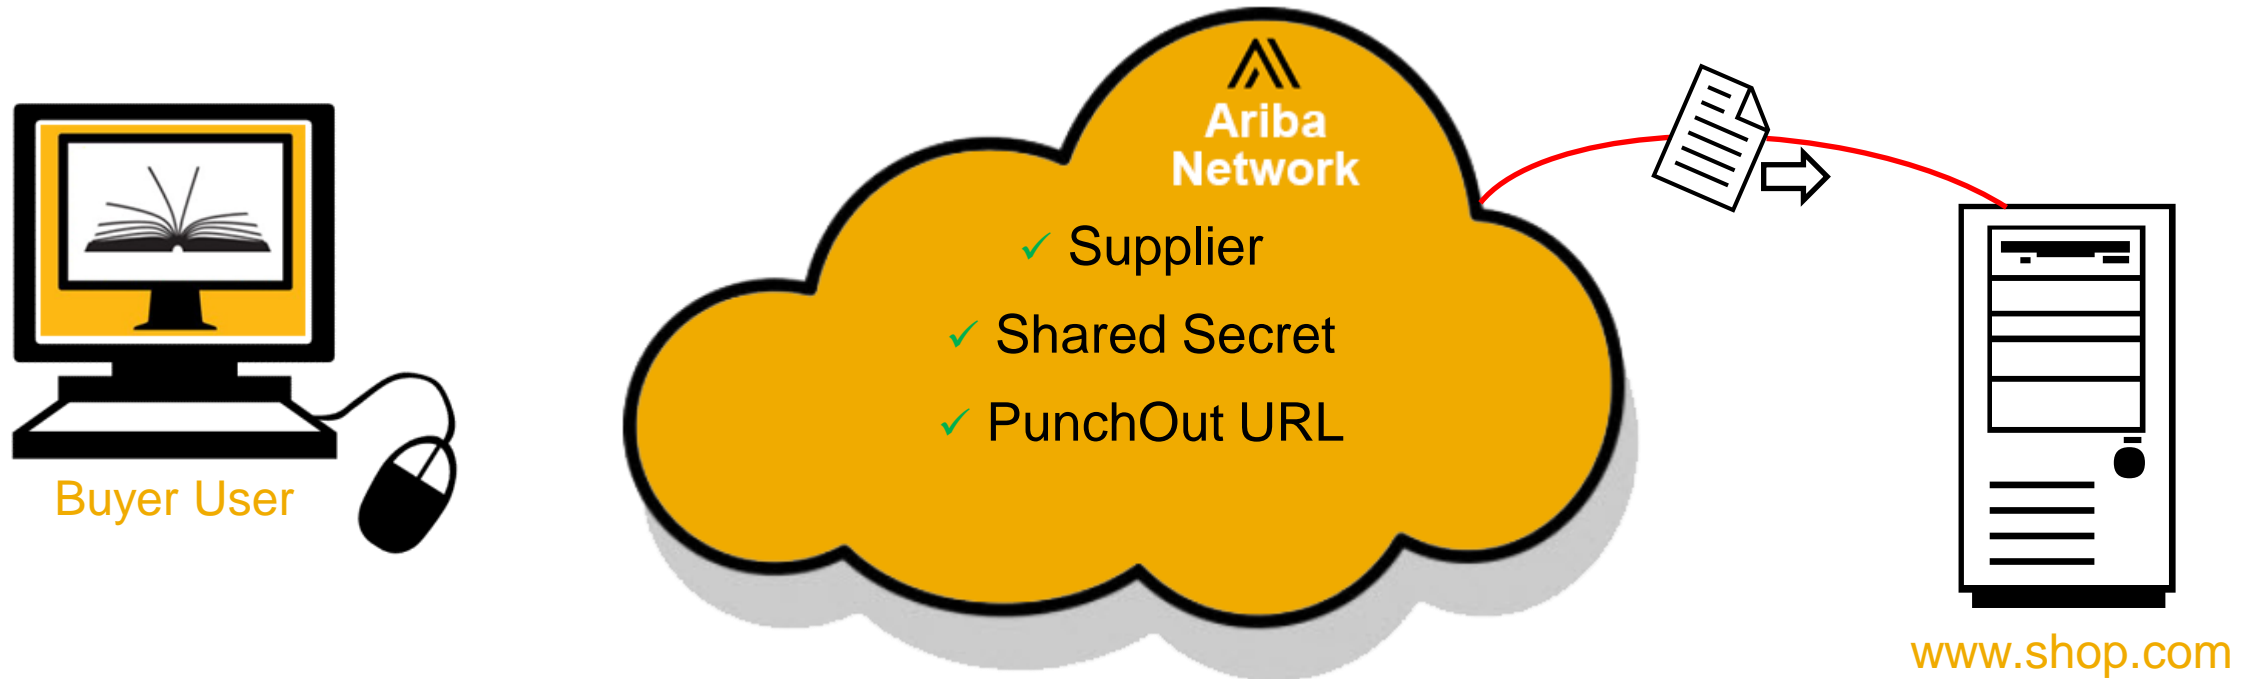 Ariba
Network
✓ Supplier
✓ Shared Secret
✓ PunchOut URL
Buyer User
www.shop.com